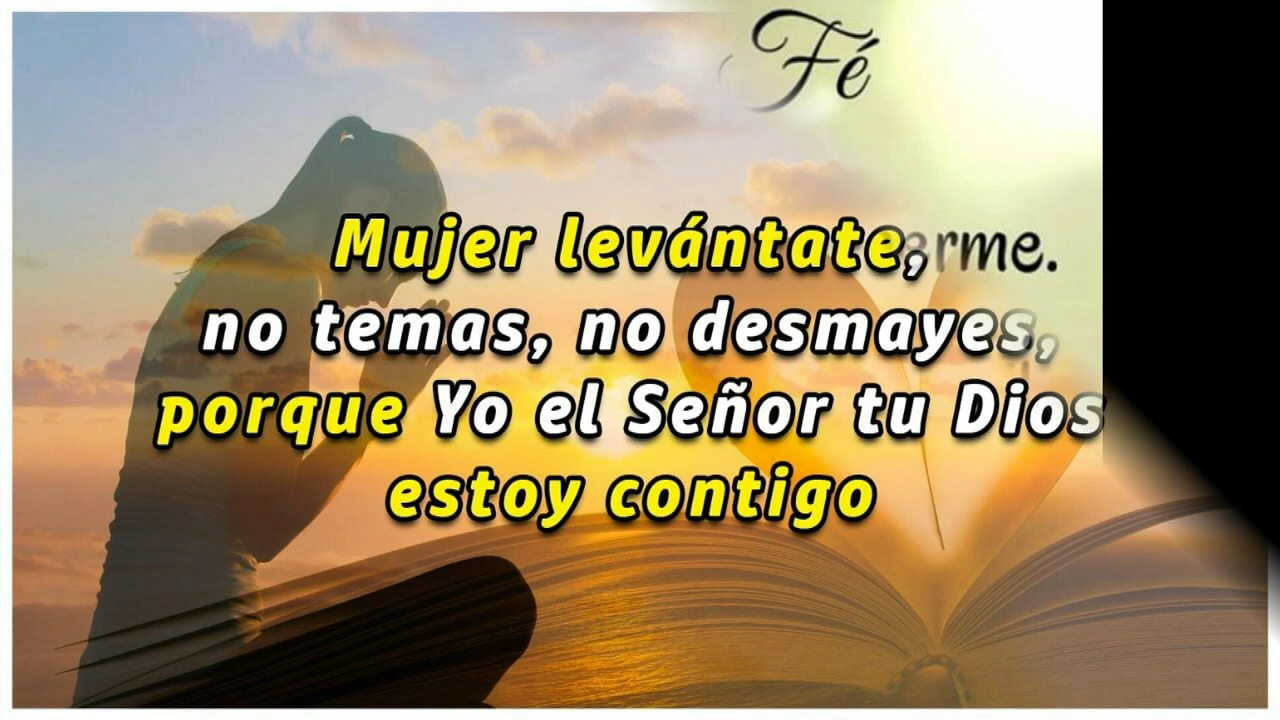 Fé
Mujer levántate,
no temas, no desmayes,
porque Yo el Señor tu Dios
estoy contigo